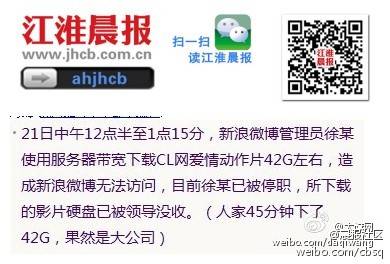 江淮晨报
www.jhcb.com.cn
ahjhcb
扫一扫
读江淮晨报
江淮
晨报
21日中午12点半至1点15分，新浪微博管理员徐某
使用服务器带宽下载CL网爱情动作片42G左右，造
成新浪微博无法访问，目前徐某已被停职，所下载
的影片硬盘已被领导没收。（人家45分钟下了
42G，果然是大公司）
weibo.com/daqiwang
weibo.com/cbsq